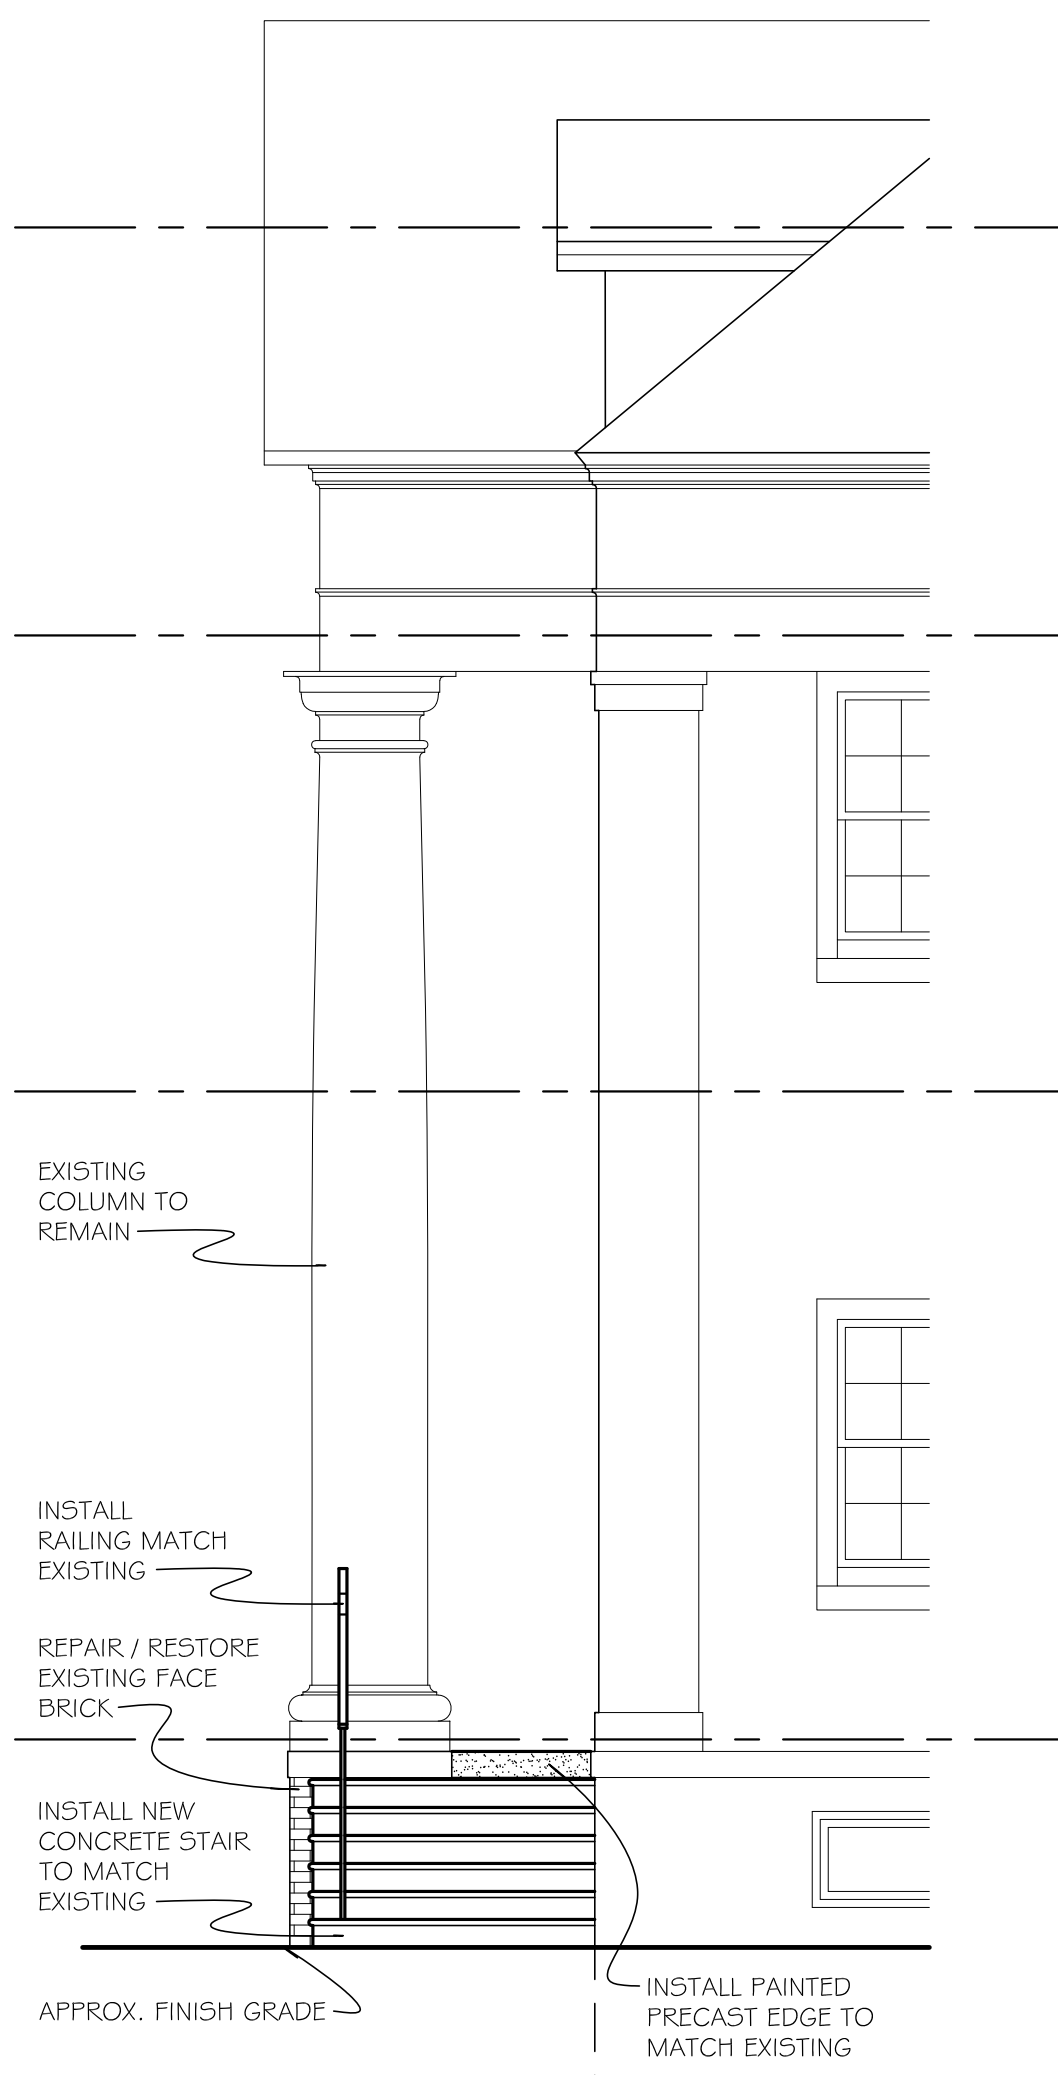 EXISTING
COLUMN TO
REMAIN
INSTALL
RAILING MATCH
EXISTING
REPAIR / RESTORE
EXISTING FACE
BRICK
INSTALL NEW
CONCRETE STAIR
TO MATCH
EXISTING
APPROX. FINISH GRADE
INSTALL PAINTED
PRECAST EDGE TO
MATCH EXISTING